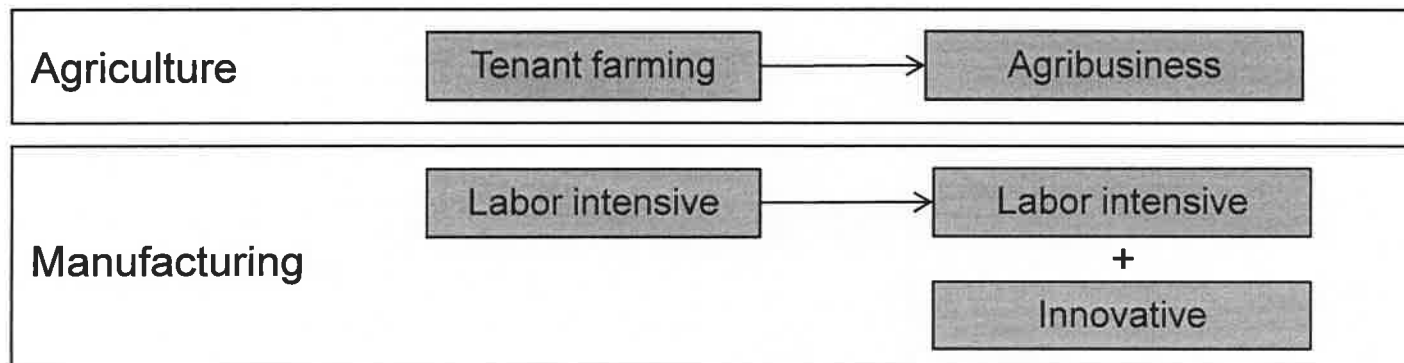 Agriculture
Tenant farming
Agribusiness
Manufacturing
Labor intensive
Labor intensive
+
Innovative